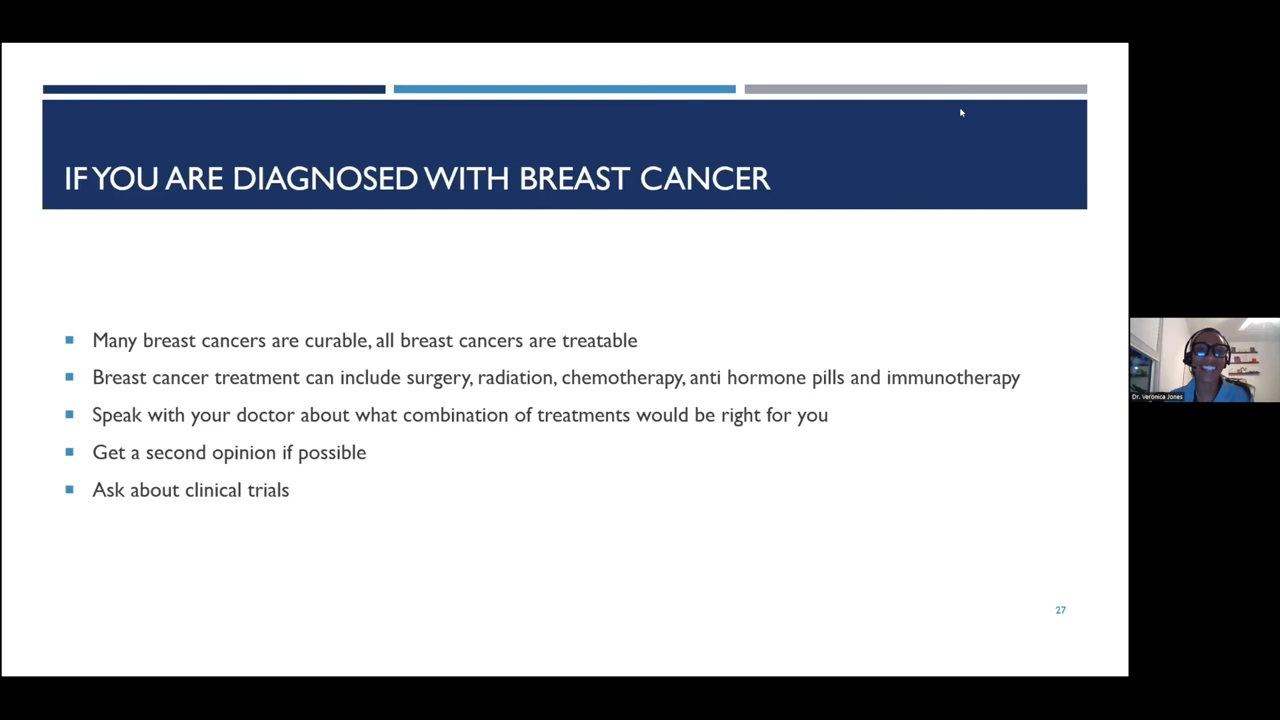 IF YOU ARE DIAGNOSED WITH BREAST CANCER
Many breast cancers are curable, all breast cancers are treatable
Breast cancer treatment can include surgery, radiation, chemotherapy, anti hormone pills and immunotherapy
Speak with your doctor about what combination of treatments would be right for you
Get a second opinion if possible
Ask about clinical trials
27
Dr. Veronica Jones